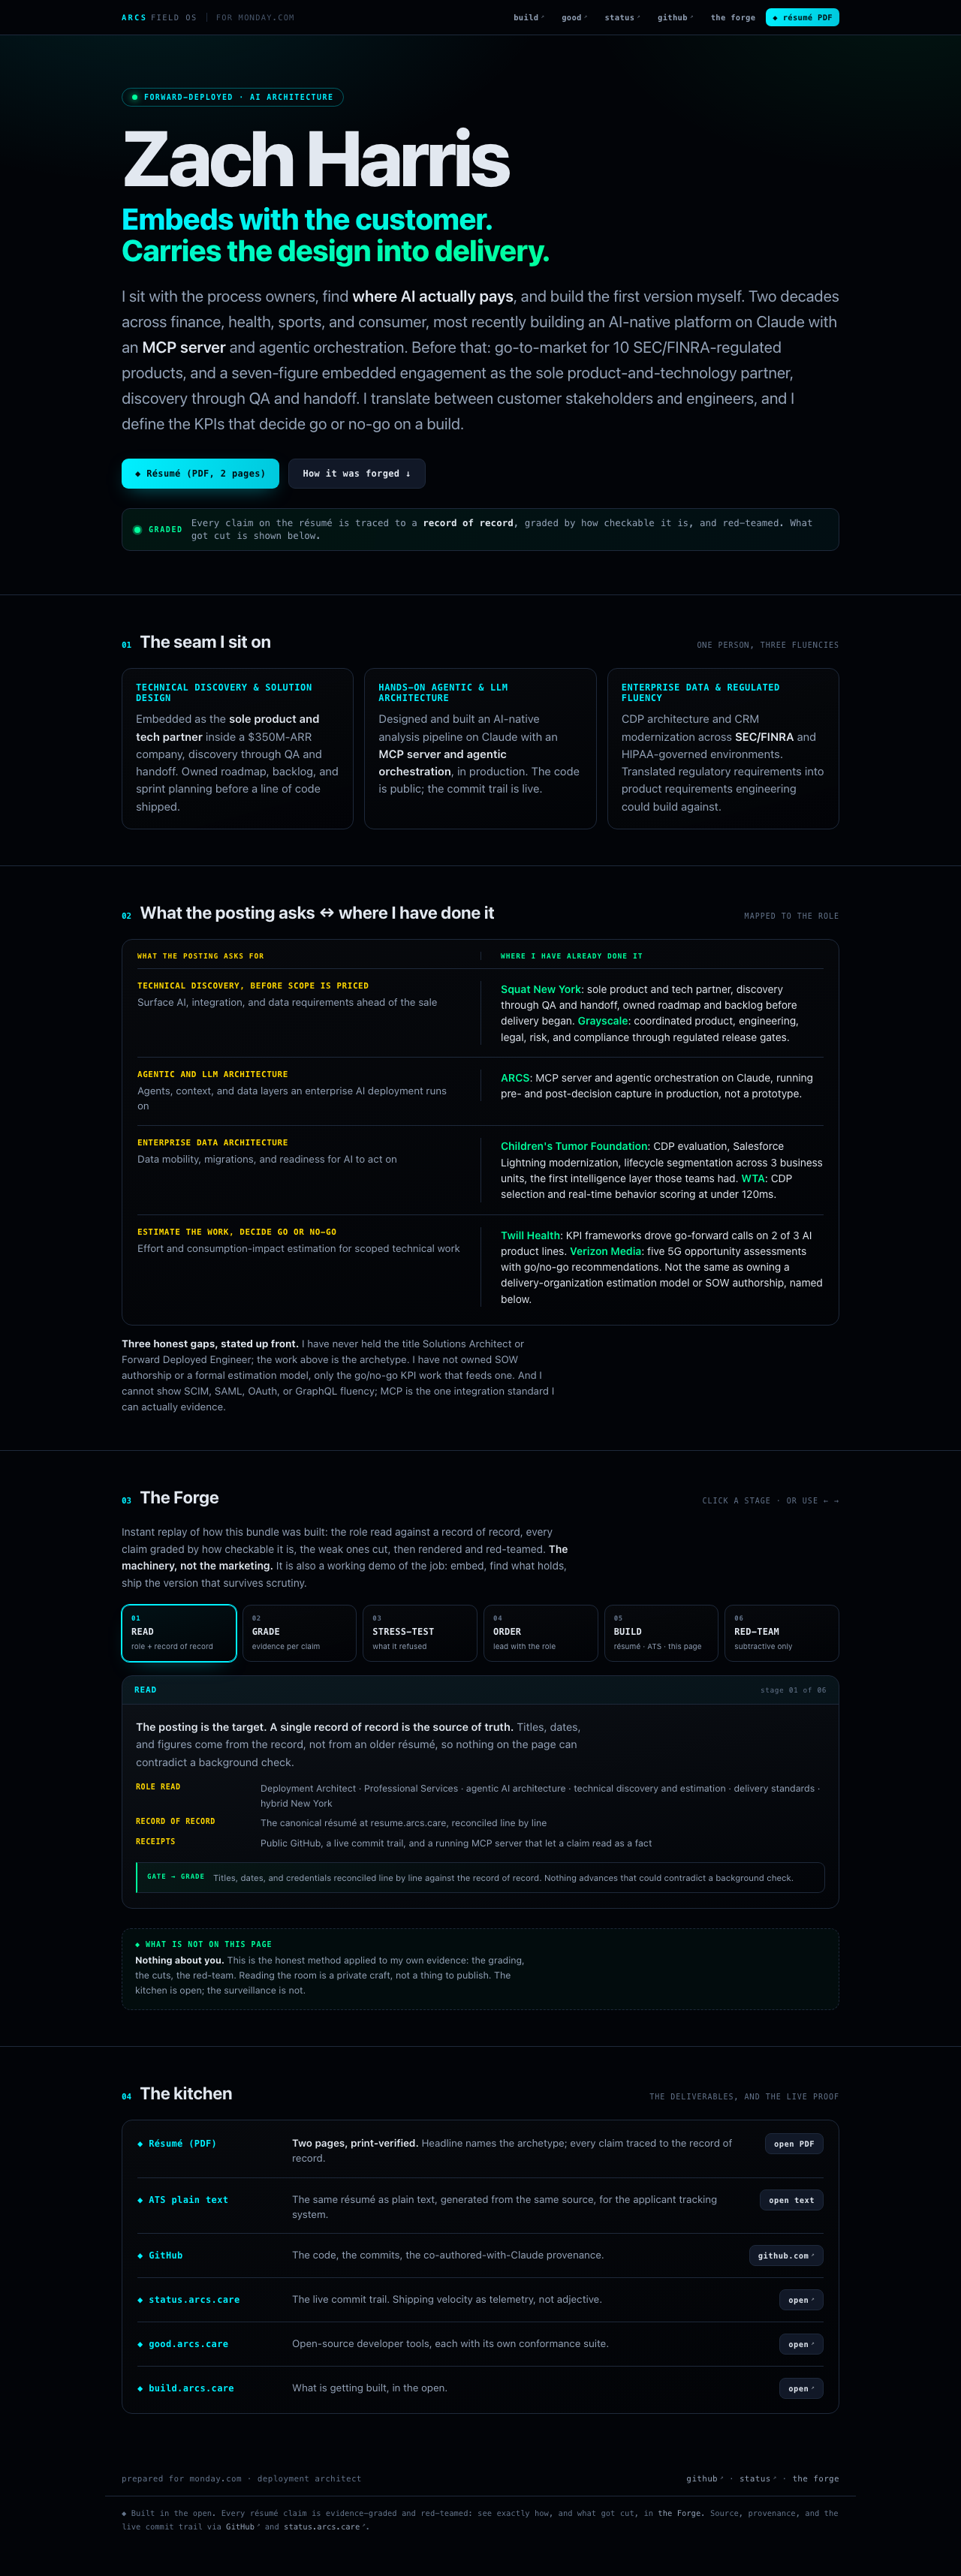 ARCS FIELD OS | FOR MONDAY.COM
build↗ good↗ status↗ github↗ the forge ◆ résumé PDF
FORWARD-DEPLOYED · AI ARCHITECTURE
Zach Harris
Embeds with the customer.
Carries the design into delivery.
I sit with the process owners, find where AI actually pays, and build the first version myself. Two decades
across finance, health, sports, and consumer, most recently building an AI-native platform on Claude with
an MCP server and agentic orchestration. Before that: go-to-market for 10 SEC/FINRA-regulated
products, and a seven-figure embedded engagement as the sole product-and-technology partner,
discovery through QA and handoff. I translate between customer stakeholders and engineers, and I
define the KPIs that decide go or no-go on a build.
◆ Résumé (PDF, 2 pages)
How it was forged ↓
GRADED
Every claim on the résumé is traced to a record of record, graded by how checkable it is, and red-teamed. What
got cut is shown below.
01 The seam I sit on
ONE PERSON, THREE FLUENCIES
TECHNICAL DISCOVERY & SOLUTION
DESIGN
Embedded as the sole product and
tech partner inside a $350M-ARR
company, discovery through QA and
handoff. Owned roadmap, backlog, and
sprint planning before a line of code
shipped.
HANDS-ON AGENTIC & LLM
ARCHITECTURE
Designed and built an AI-native
analysis pipeline on Claude with an
MCP server and agentic
orchestration, in production. The code
is public; the commit trail is live.
ENTERPRISE DATA & REGULATED
FLUENCY
CDP architecture and CRM
modernization across SEC/FINRA and
HIPAA-governed environments.
Translated regulatory requirements into
product requirements engineering
could build against.
02 What the posting asks ↔ where I have done it
MAPPED TO THE ROLE
WHAT THE POSTING ASKS FOR
WHERE I HAVE ALREADY DONE IT
TECHNICAL DISCOVERY, BEFORE SCOPE IS PRICED
Surface AI, integration, and data requirements ahead of the sale
Squat New York: sole product and tech partner, discovery
through QA and handoff, owned roadmap and backlog before
delivery began. Grayscale: coordinated product, engineering,
legal, risk, and compliance through regulated release gates.
AGENTIC AND LLM ARCHITECTURE
Agents, context, and data layers an enterprise AI deployment runs
on
ARCS: MCP server and agentic orchestration on Claude, running
pre- and post-decision capture in production, not a prototype.
ENTERPRISE DATA ARCHITECTURE
Data mobility, migrations, and readiness for AI to act on
Children's Tumor Foundation: CDP evaluation, Salesforce
Lightning modernization, lifecycle segmentation across 3 business
units, the first intelligence layer those teams had. WTA: CDP
selection and real-time behavior scoring at under 120ms.
ESTIMATE THE WORK, DECIDE GO OR NO-GO
Effort and consumption-impact estimation for scoped technical work
Twill Health: KPI frameworks drove go-forward calls on 2 of 3 AI
product lines. Verizon Media: five 5G opportunity assessments
with go/no-go recommendations. Not the same as owning a
delivery-organization estimation model or SOW authorship, named
below.
Three honest gaps, stated up front. I have never held the title Solutions Architect or
Forward Deployed Engineer; the work above is the archetype. I have not owned SOW
authorship or a formal estimation model, only the go/no-go KPI work that feeds one. And I
cannot show SCIM, SAML, OAuth, or GraphQL fluency; MCP is the one integration standard I
can actually evidence.
03 The Forge
CLICK A STAGE · OR USE ← →
Instant replay of how this bundle was built: the role read against a record of record, every
claim graded by how checkable it is, the weak ones cut, then rendered and red-teamed. The
machinery, not the marketing. It is also a working demo of the job: embed, find what holds,
ship the version that survives scrutiny.
01
READ
role + record of record
02
GRADE
evidence per claim
03
STRESS-TEST
what it refused
04
ORDER
lead with the role
05
BUILD
résumé · ATS · this page
06
RED-TEAM
subtractive only
READ
stage 01 of 06
The posting is the target. A single record of record is the source of truth. Titles, dates,
and figures come from the record, not from an older résumé, so nothing on the page can
contradict a background check.
ROLE READ
Deployment Architect · Professional Services · agentic AI architecture · technical discovery and estimation · delivery standards ·
hybrid New York
RECORD OF RECORD
The canonical résumé at resume.arcs.care, reconciled line by line
RECEIPTS
Public GitHub, a live commit trail, and a running MCP server that let a claim read as a fact
GATE → GRADE Titles, dates, and credentials reconciled line by line against the record of record. Nothing advances that could contradict a background check.
◆ WHAT IS NOT ON THIS PAGE
Nothing about you. This is the honest method applied to my own evidence: the grading,
the cuts, the red-team. Reading the room is a private craft, not a thing to publish. The
kitchen is open; the surveillance is not.
04 The kitchen
THE DELIVERABLES, AND THE LIVE PROOF
◆ Résumé (PDF)
Two pages, print-verified. Headline names the archetype; every claim traced to the record of
record.
open PDF
◆ ATS plain text
The same résumé as plain text, generated from the same source, for the applicant tracking
system.
open text
◆ GitHub
The code, the commits, the co-authored-with-Claude provenance.
github.com↗
◆ status.arcs.care
The live commit trail. Shipping velocity as telemetry, not adjective.
open↗
◆ good.arcs.care
Open-source developer tools, each with its own conformance suite.
open↗
◆ build.arcs.care
What is getting built, in the open.
open↗
prepared for monday.com · deployment architect
github↗ · status↗ · the forge
◆ Built in the open. Every résumé claim is evidence-graded and red-teamed: see exactly how, and what got cut, in the Forge. Source, provenance, and the
live commit trail via GitHub↗ and status.arcs.care↗.